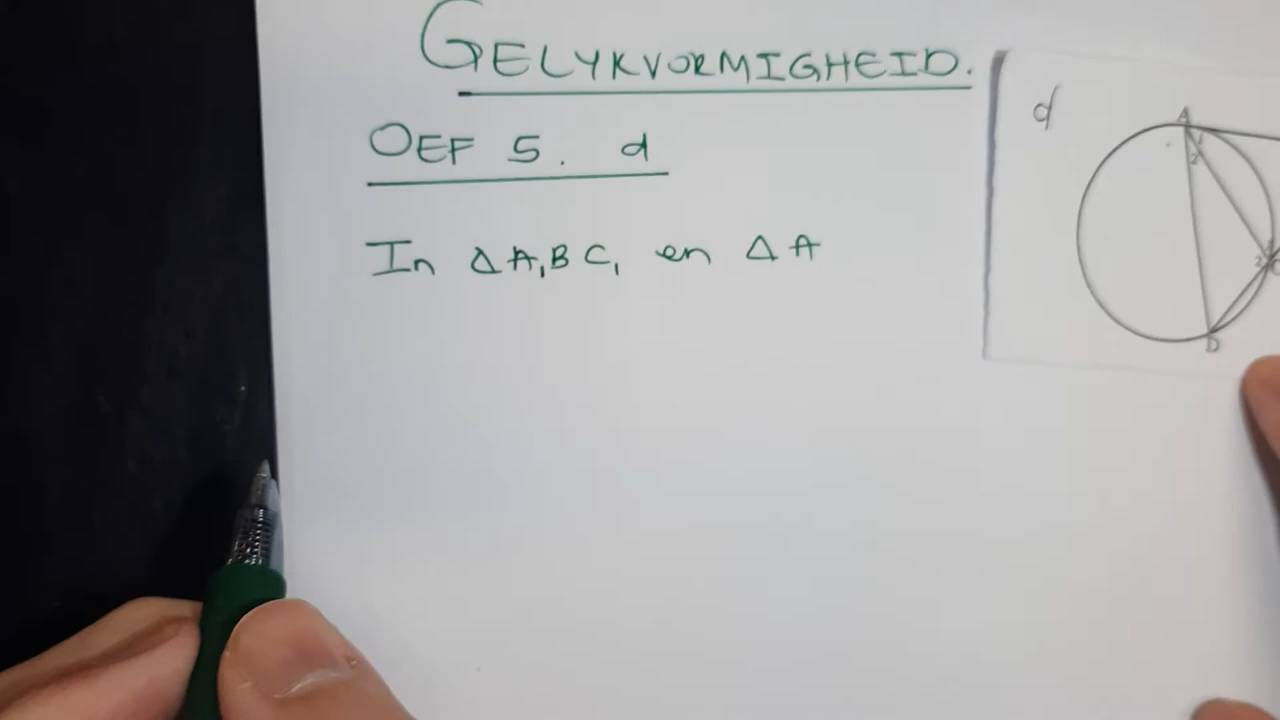 GELYKVORMIGHEID.
OEF 5. d
In ΔA₁BC₁ en ΔA
d
A
1
2
2
C
D